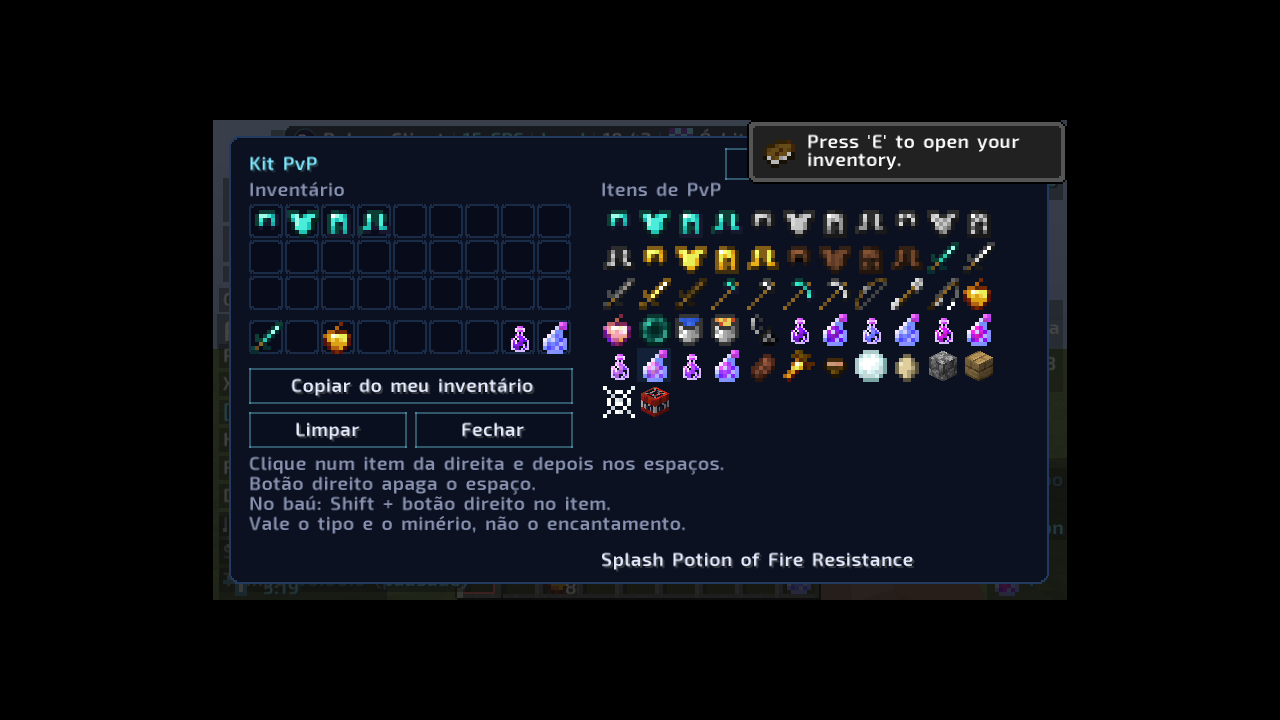 Kit PvP
Press 'E' to open your
inventory.
Inventário
Itens de PvP
Copiar do meu inventário
Limpar
Fechar
Clique num item da direita e depois nos espaços.
Botão direito apaga o espaço.
No baú: Shift + botão direito no item.
Vale o tipo e o minério, não o encantamento.
Splash Potion of Fire Resistance